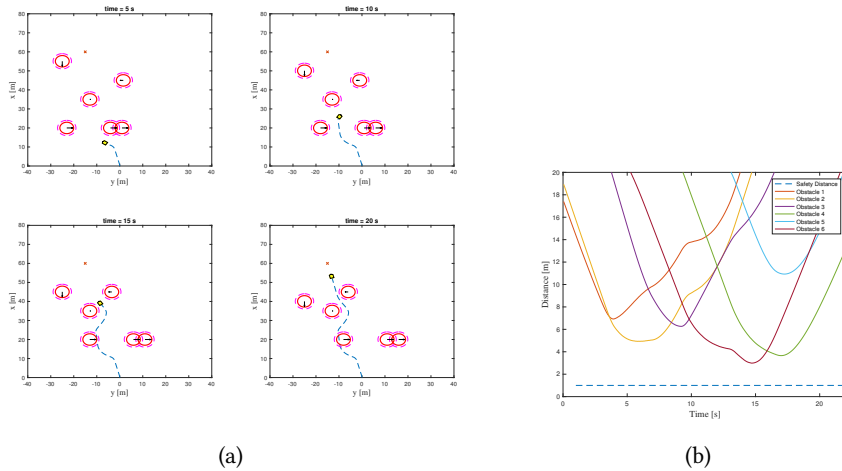 time = 5 s
80
70
60
50
40
30
20
10
0
x [m]
-40 -30 -20 -10 0 10 20 30 40
y [m]
time = 10 s
80
70
60
50
40
30
20
10
0
x [m]
-40 -30 -20 -10 0 10 20 30 40
y [m]
time = 15 s
80
70
60
50
40
30
20
10
0
x [m]
-40 -30 -20 -10 0 10 20 30 40
y [m]
time = 20 s
80
70
60
50
40
30
20
10
0
x [m]
-40 -30 -20 -10 0 10 20 30 40
y [m]
(a)
20
18
16
14
12
10
8
6
4
2
0
Distance [m]
0 5 10 15 20
Time [s]
Safety Distance
Obstacle 1
Obstacle 2
Obstacle 3
Obstacle 4
Obstacle 5
Obstacle 6
(b)